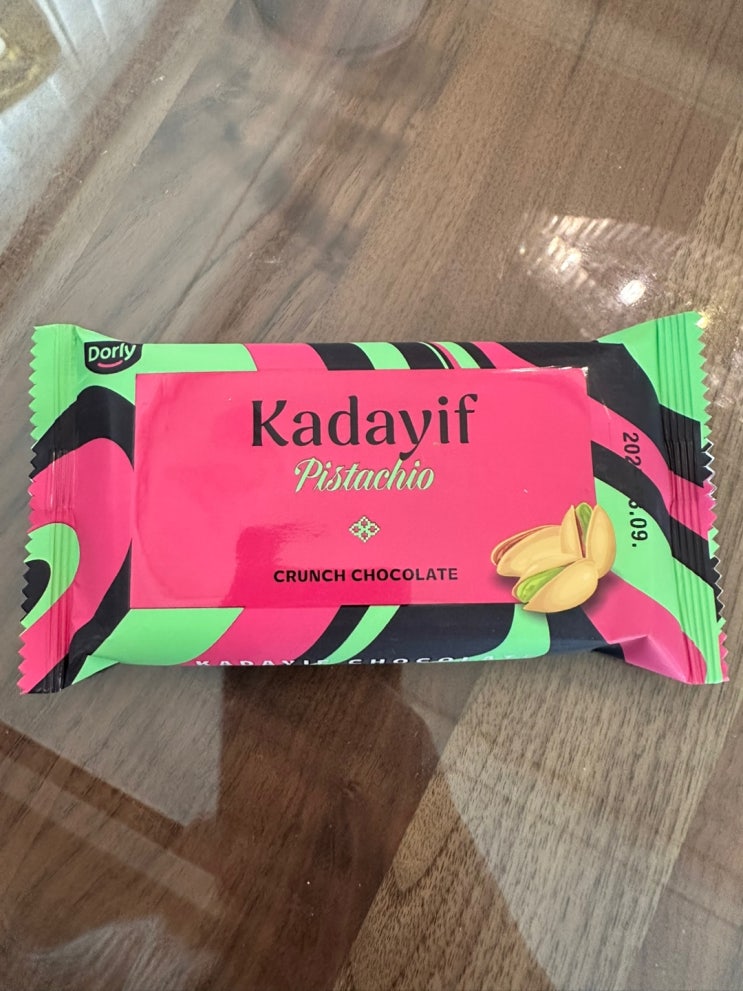 Dorly
Kadayif
Pistachio
CRUNCH CHOCOLATE